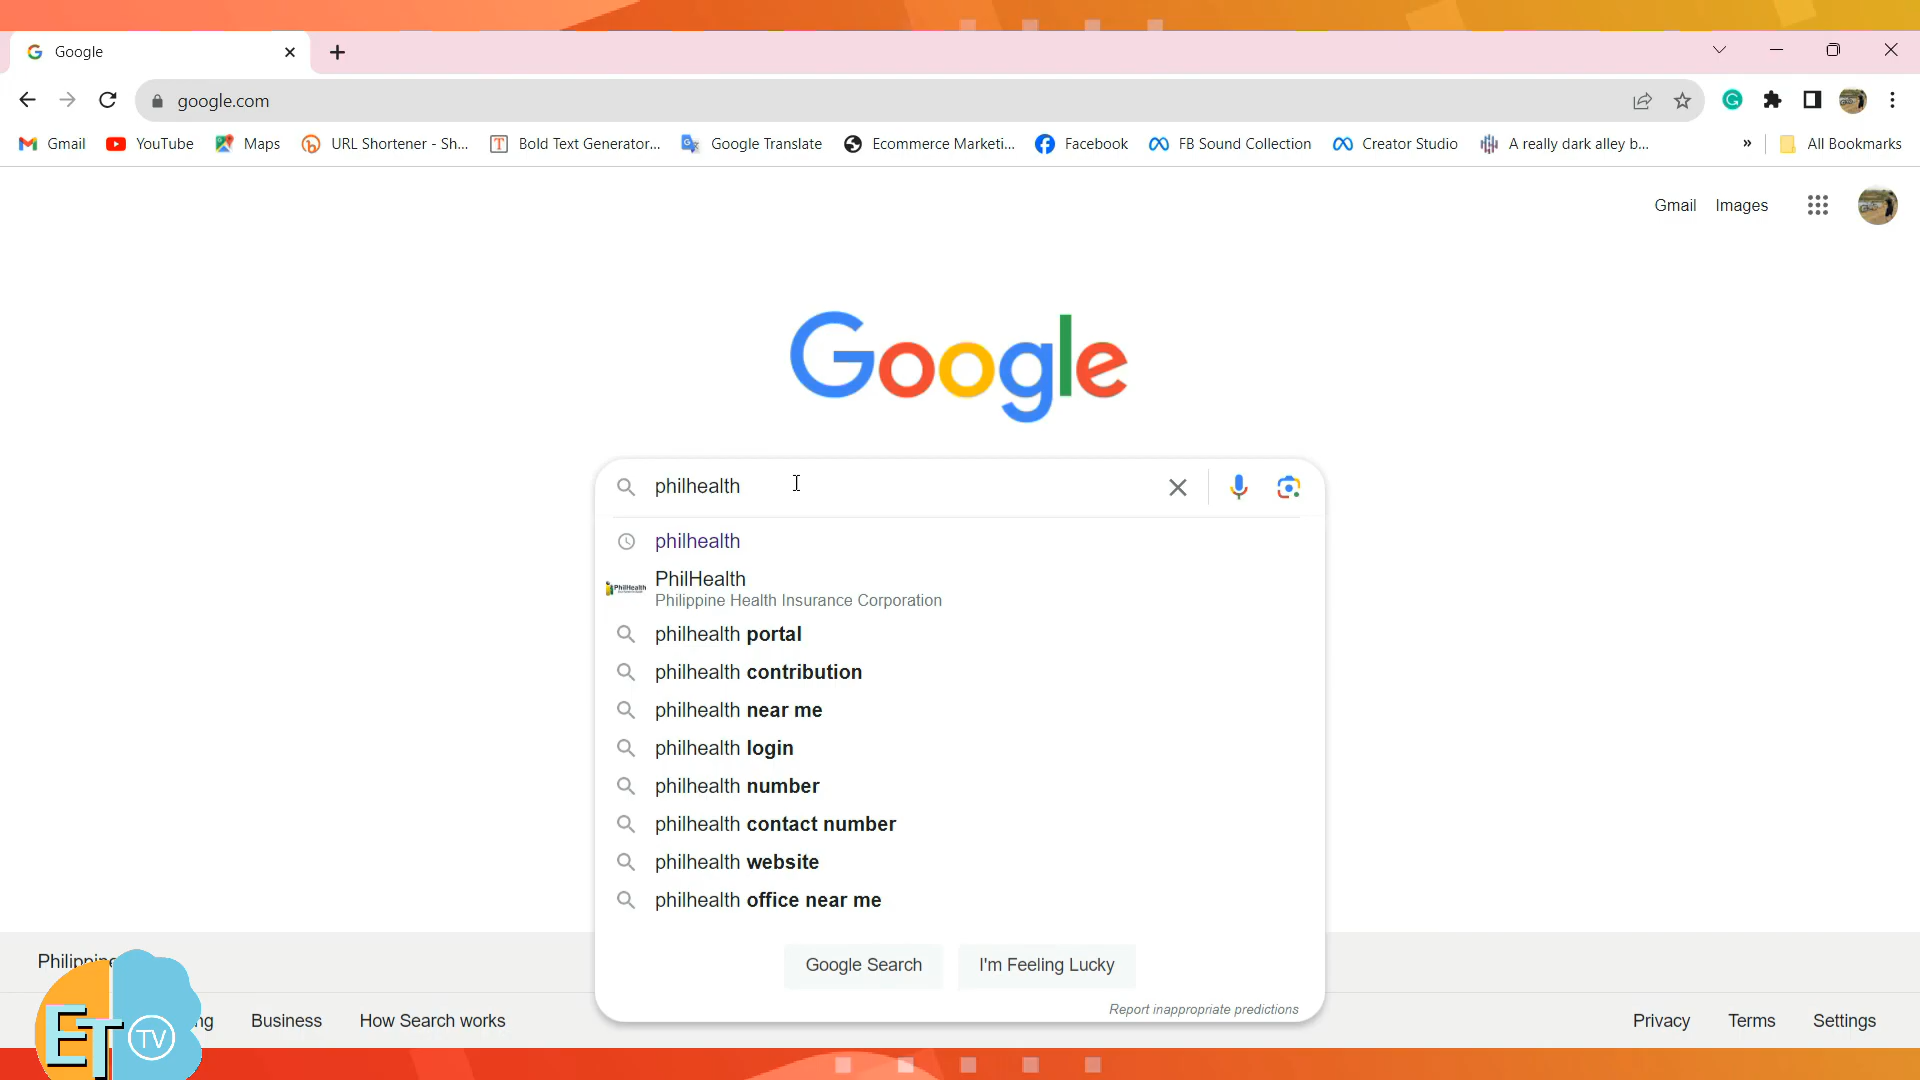 Google
google.com
Gmail
YouTube
Maps
URL Shortener - Sh...
Bold Text Generator...
Google Translate
Ecommerce Marketi...
Facebook
FB Sound Collection
Creator Studio
A really dark alley b...
»
All Bookmarks
Gmail
Images
Google
philhealth
philhealth
PhilHealth
PhilHealth
Philippine Health Insurance Corporation
philhealth portal
philhealth contribution
philhealth near me
philhealth login
philhealth number
philhealth contact number
philhealth website
philhealth office near me
Google Search
I'm Feeling Lucky
Report inappropriate predictions
Business
How Search works
Privacy
Terms
Settings
ET TV